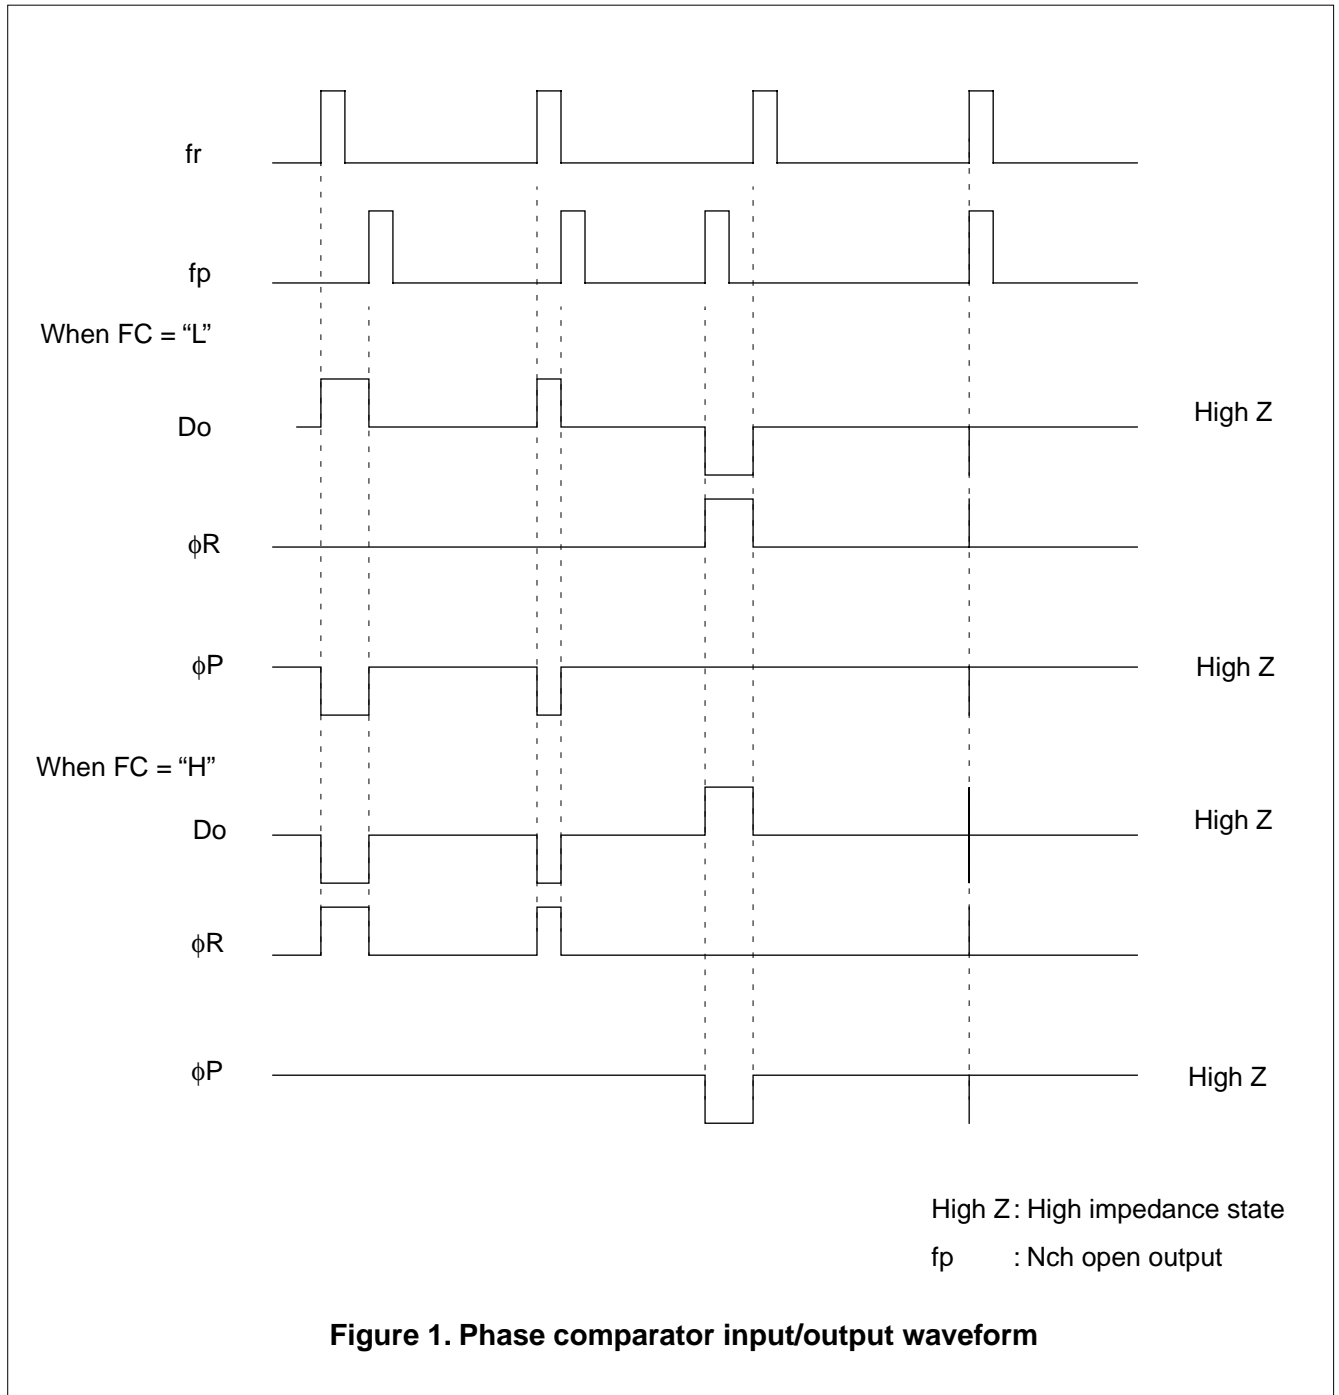 fr
fp
When FC = “L”
Do
High Z
ϕR
ϕP
High Z
When FC = “H”
Do
High Z
ϕR
ϕP
High Z
High Z : High impedance state
fp : Nch open output
Figure 1. Phase comparator input/output waveform